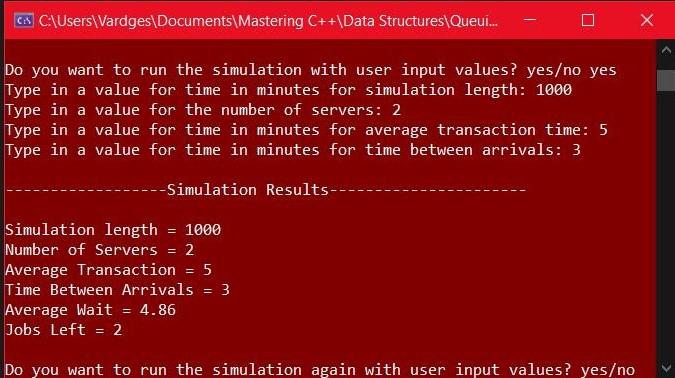 C:\Users\Vardges\Documents\Mastering C++\Data Structures\Queui...
Do you want to run the simulation with user input values? yes/no yes
Type in a value for time in minutes for simulation length: 1000
Type in a value for the number of servers: 2
Type in a value for time in minutes for average transaction time: 5
Type in a value for time in minutes for time between arrivals: 3
------------------Simulation Results----------------------
Simulation length = 1000
Number of Servers = 2
Average Transaction = 5
Time Between Arrivals = 3
Average Wait = 4.86
Jobs Left = 2
Do you want to run the simulation again with user input values? yes/no